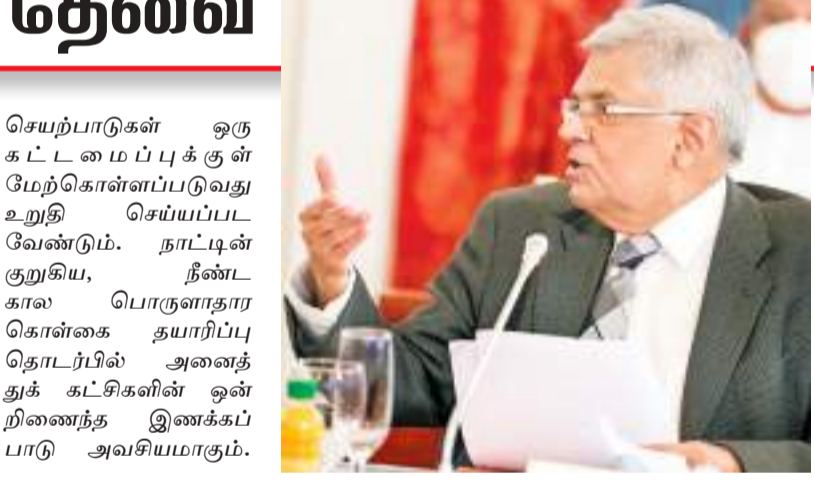 தேவை
செயற்பாடுகள் ஒரு
கட்டமைப்புக்குள்
மேற்கொள்ளப்படுவது
உறுதி செய்யப்பட
வேண்டும். நாட்டின்
குறுகிய, நீண்ட
கால பொருளாதார
கொள்கை தயாரிப்பு
தொடர்பில் அனைத்
துக் கட்சிகளின் ஒன்
றிணைந்த இணக்கப்
பாடு அவசியமாகும்.